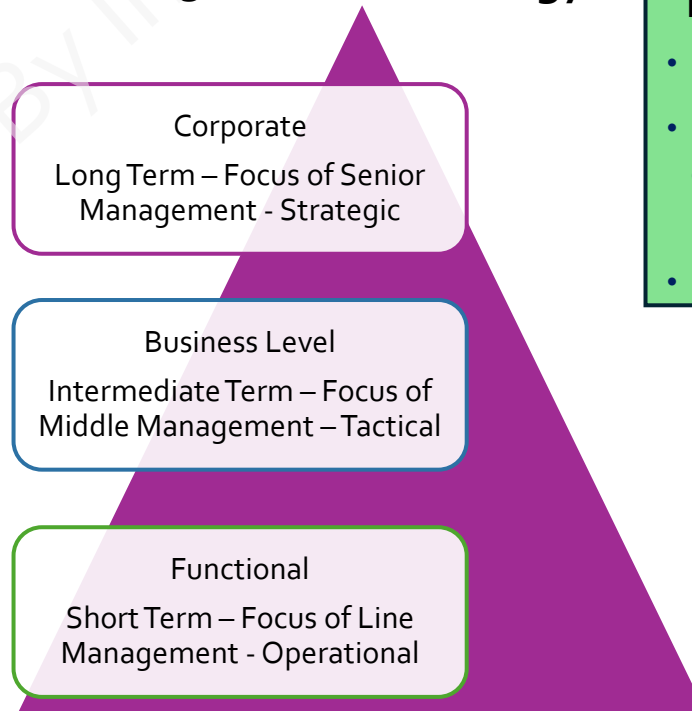 Corporate
Long Term – Focus of Senior
Management - Strategic
Business Level
Intermediate Term – Focus of
Middle Management – Tactical
Functional
Short Term – Focus of Line
Management - Operational